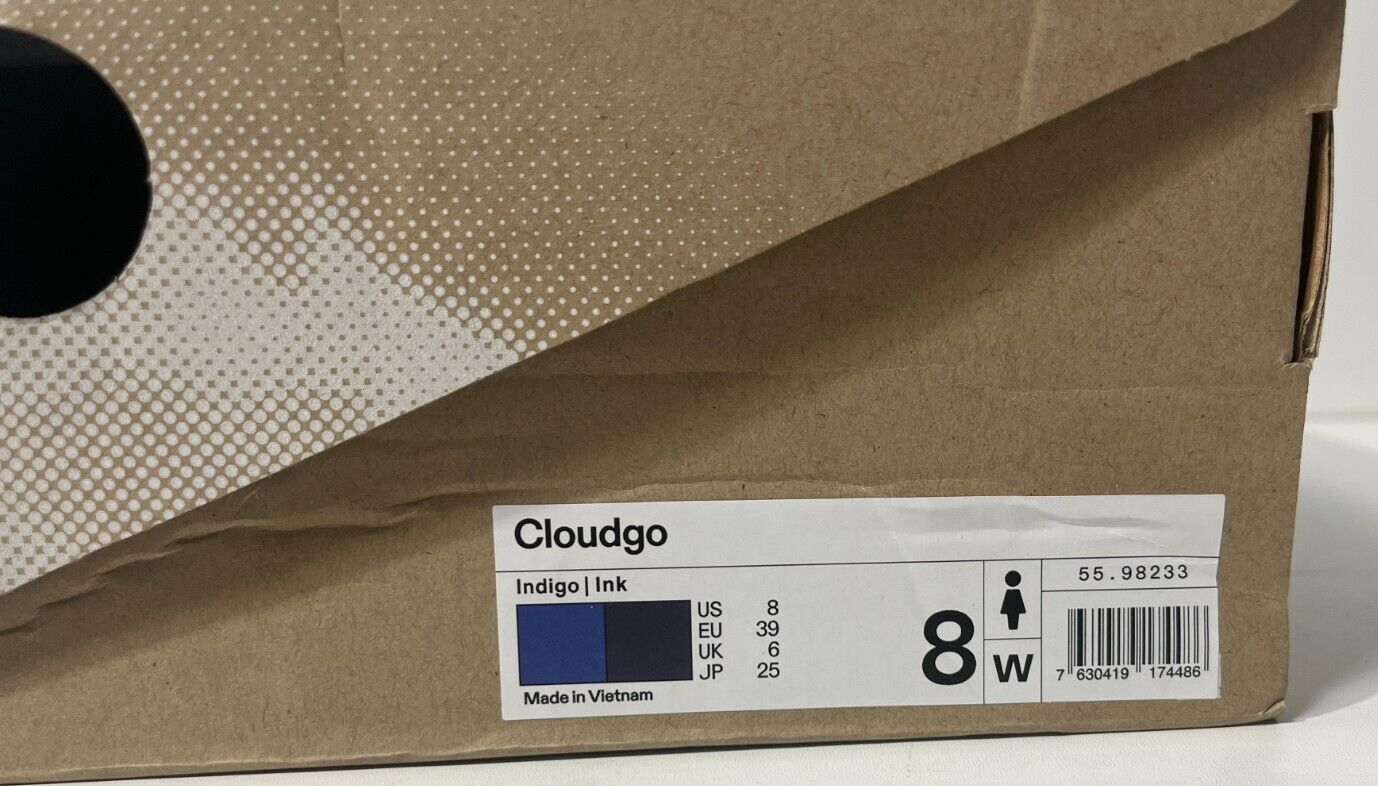 Cloudgo
Indigo | Ink
US 8
EU 39
UK 6
JP 25
Made in Vietnam
8
W
55.98233
7 630419 174486